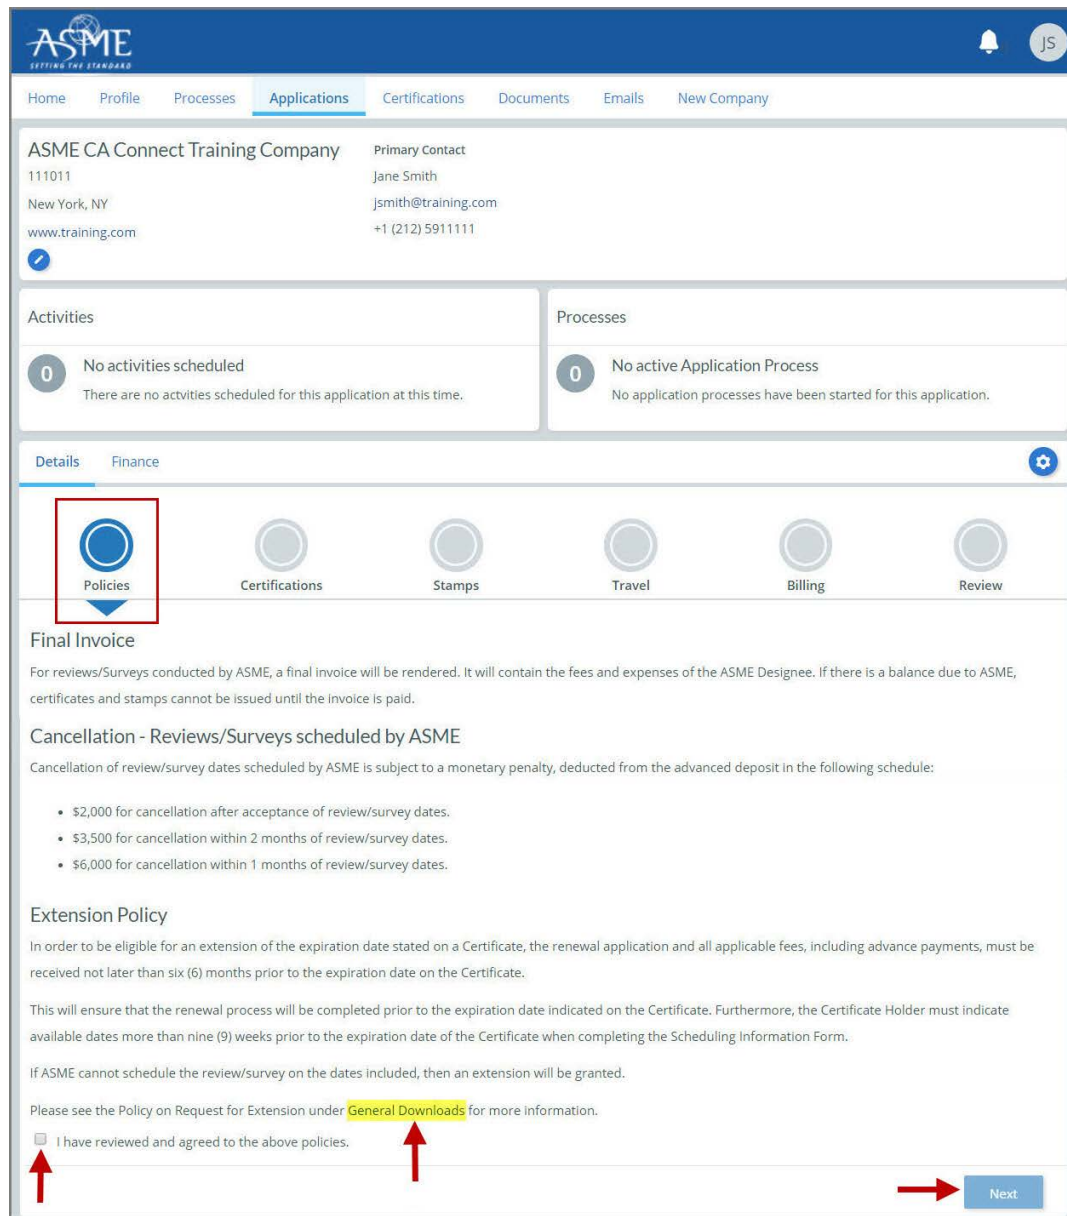 ASME
SETTING THE STANDARD
JS
Home Profile Processes Applications Certifications Documents Emails New Company
ASME CA Connect Training Company
111011
New York, NY
www.training.com
Primary Contact
Jane Smith
jsmith@training.com
+1 (212) 5911111
Activities
0
No activities scheduled
There are no actvities scheduled for this application at this time.
Processes
0
No active Application Process
No application processes have been started for this application.
Details Finance
Policies Certifications Stamps Travel Billing Review
Final Invoice
For reviews/Surveys conducted by ASME, a final invoice will be rendered. It will contain the fees and expenses of the ASME Designee. If there is a balance due to ASME,
certificates and stamps cannot be issued until the invoice is paid.
Cancellation - Reviews/Surveys scheduled by ASME
Cancellation of review/survey dates scheduled by ASME is subject to a monetary penalty, deducted from the advanced deposit in the following schedule:
• $2,000 for cancellation after acceptance of review/survey dates.
• $3,500 for cancellation within 2 months of review/survey dates.
• $6,000 for cancellation within 1 months of review/survey dates.
Extension Policy
In order to be eligible for an extension of the expiration date stated on a Certificate, the renewal application and all applicable fees, including advance payments, must be
received not later than six (6) months prior to the expiration date on the Certificate.
This will ensure that the renewal process will be completed prior to the expiration date indicated on the Certificate. Furthermore, the Certificate Holder must indicate
available dates more than nine (9) weeks prior to the expiration date of the Certificate when completing the Scheduling Information Form.
If ASME cannot schedule the review/survey on the dates included, then an extension will be granted.
Please see the Policy on Request for Extension under General Downloads for more information.
I have reviewed and agreed to the above policies.
Next